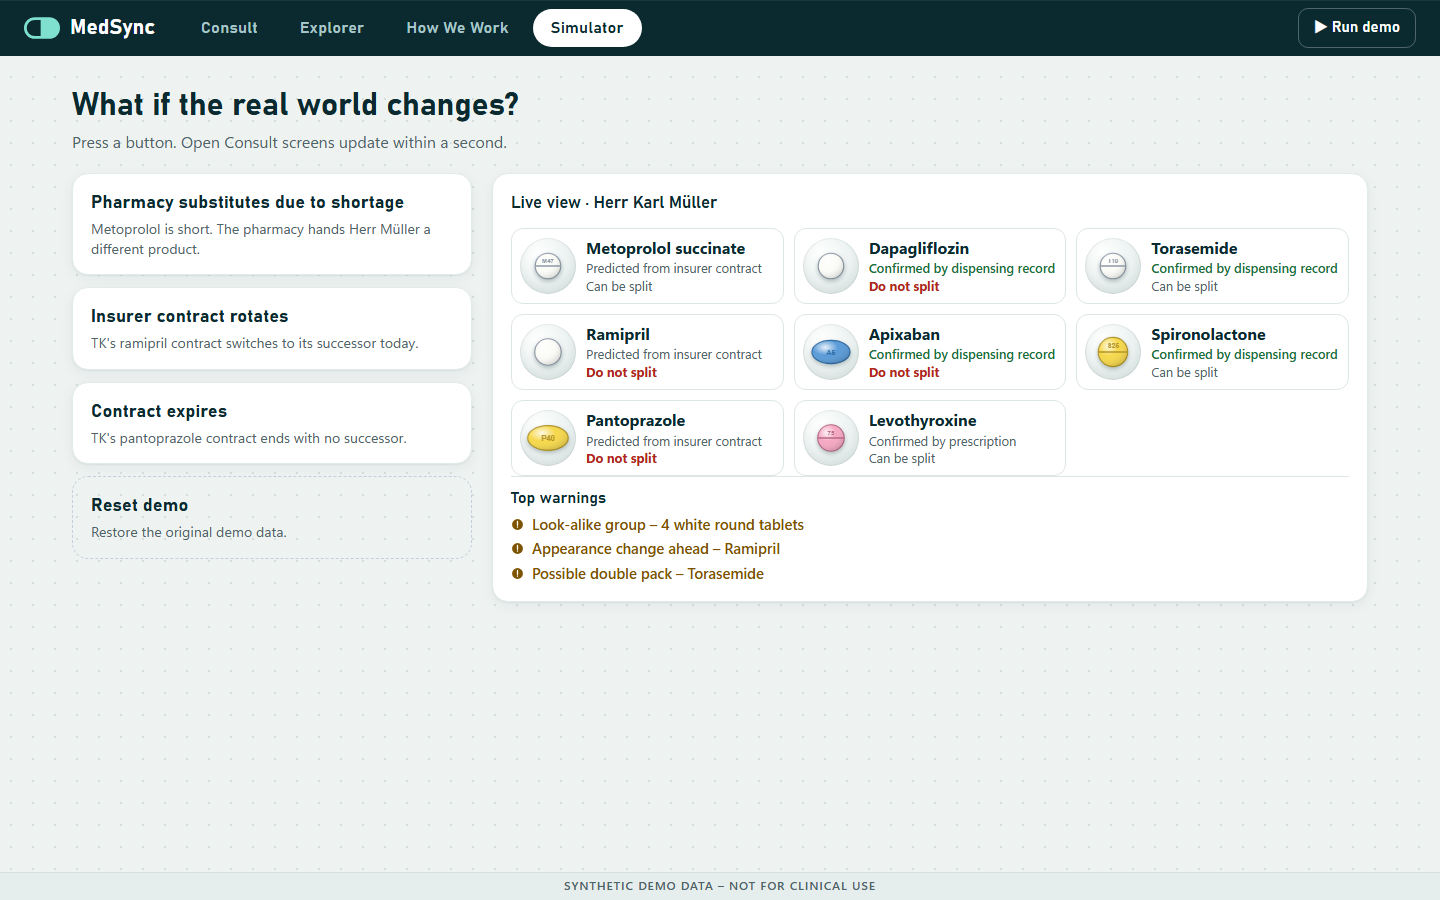 MedSync
Consult
Explorer
How We Work
Simulator
▶ Run demo
What if the real world changes?
Press a button. Open Consult screens update within a second.
Pharmacy substitutes due to shortage
Metoprolol is short. The pharmacy hands Herr Müller a
different product.
Insurer contract rotates
TK's ramipril contract switches to its successor today.
Contract expires
TK's pantoprazole contract ends with no successor.
Reset demo
Restore the original demo data.
Live view · Herr Karl Müller
M47
Metoprolol succinate
Predicted from insurer contract
Can be split
Dapagliflozin
Confirmed by dispensing record
Do not split
Torasemide
Confirmed by dispensing record
Can be split
Ramipril
Predicted from insurer contract
Do not split
Apixaban
Confirmed by dispensing record
Do not split
Spironolactone
Confirmed by dispensing record
Can be split
P40
Pantoprazole
Predicted from insurer contract
Do not split
75
Levothyroxine
Confirmed by prescription
Can be split
Top warnings
Look-alike group – 4 white round tablets
Appearance change ahead – Ramipril
Possible double pack – Torasemide
SYNTHETIC DEMO DATA – NOT FOR CLINICAL USE